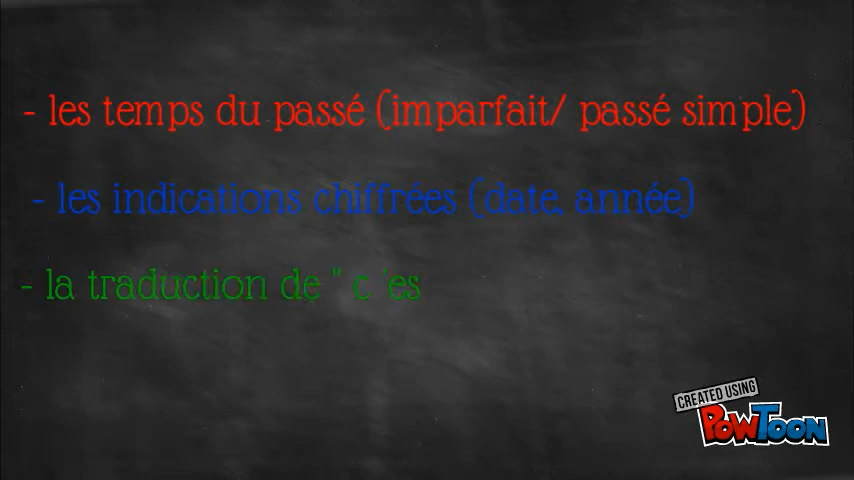 - les temps du passé (imparfait/ passé simple)
- les indications chiffrées (date, année)
- la traduction de " c 'es
CREATED USING
POWTOON